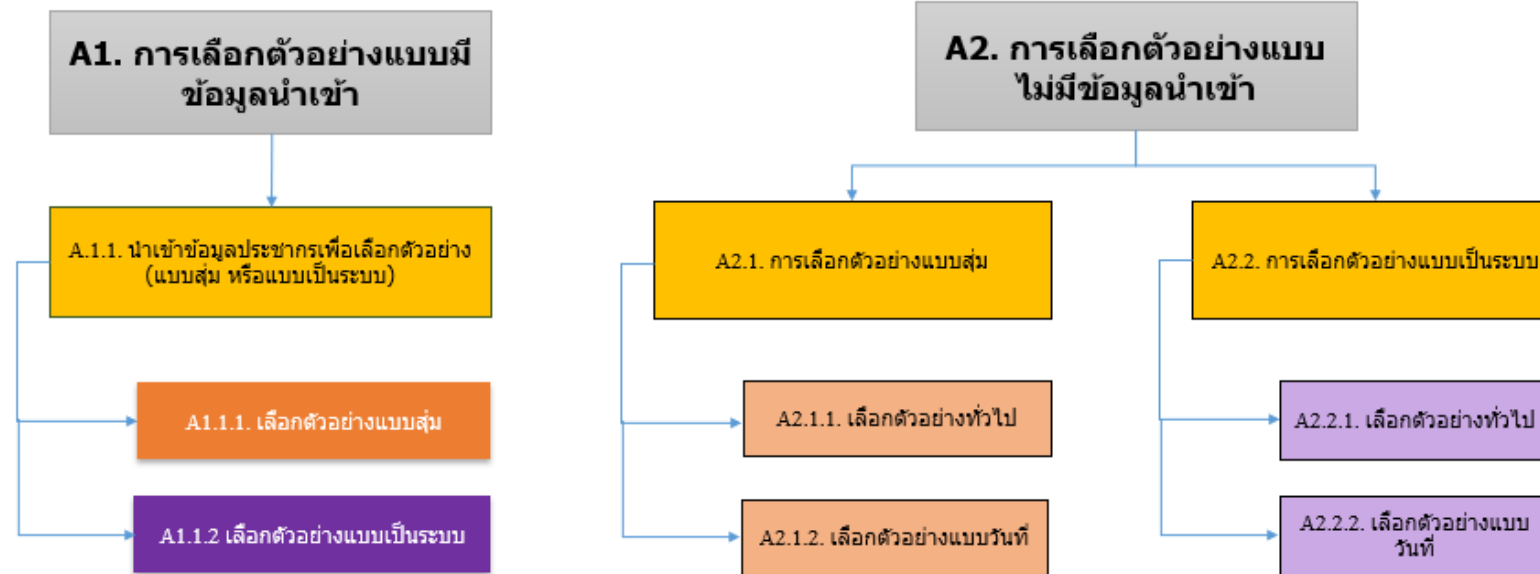 A1. การเลือกตัวอย่างแบบมี
ข้อมูลนำเข้า
A2. การเลือกตัวอย่างแบบ
ไม่มีข้อมูลนำเข้า
A.1.1. นำเข้าข้อมูลประชากรเพื่อเลือกตัวอย่าง
(แบบสุ่ม หรือแบบเป็นระบบ)
A2.1. การเลือกตัวอย่างแบบสุ่ม
A2.2. การเลือกตัวอย่างแบบเป็นระบบ
A1.1.1. เลือกตัวอย่างแบบสุ่ม
A2.1.1. เลือกตัวอย่างทั่วไป
A2.2.1. เลือกตัวอย่างทั่วไป
A1.1.2 เลือกตัวอย่างแบบเป็นระบบ
A2.1.2. เลือกตัวอย่างแบบวันที่
A2.2.2. เลือกตัวอย่างแบบ
วันที่